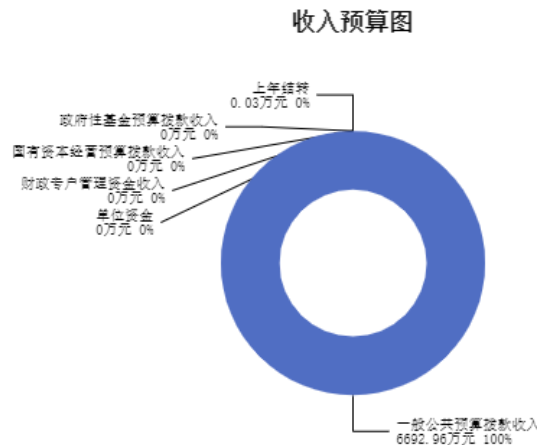 收入预算图
上年结转
0.03万元 0%
政府性基金预算拨款收入
0万元 0%
国有资本经营预算拨款收入
0万元 0%
财政专户管理资金收入
0万元 0%
单位资金
0万元 0%
一般公共预算拨款收入
6692.96万元 100%